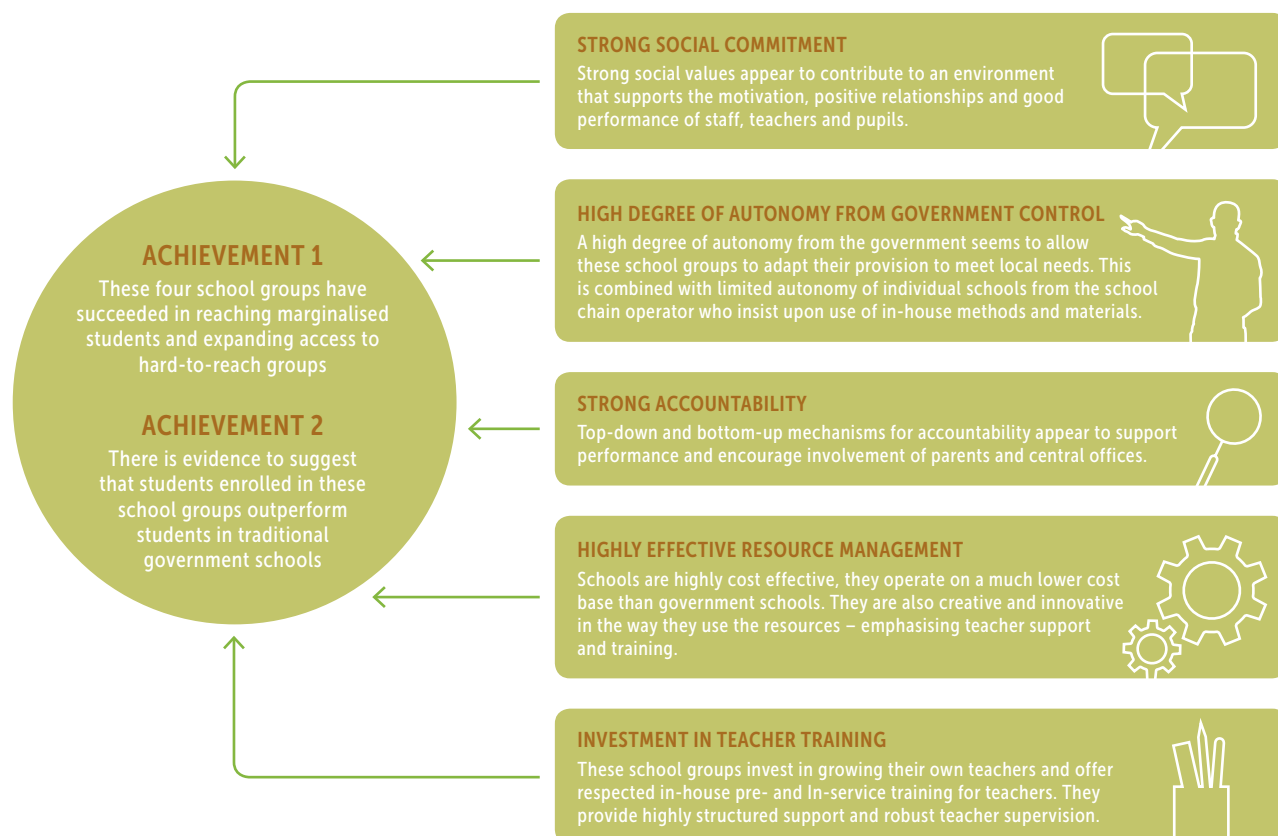 STRONG SOCIAL COMMITMENT
Strong social values appear to contribute to an environment
that supports the motivation, positive relationships and good
performance of staff, teachers and pupils.
HIGH DEGREE OF AUTONOMY FROM GOVERNMENT CONTROL
A high degree of autonomy from the government seems to allow
these school groups to adapt their provision to meet local needs. This
is combined with limited autonomy of individual schools from the school
chain operator who insist upon use of in-house methods and materials.
ACHIEVEMENT 1
These four school groups have
succeeded in reaching marginalised
students and expanding access to
hard-to-reach groups
ACHIEVEMENT 2
There is evidence to suggest
that students enrolled in these
school groups outperform
students in traditional
government schools
STRONG ACCOUNTABILITY
Top-down and bottom-up mechanisms for accountability appear to support
performance and encourage involvement of parents and central offices.
HIGHLY EFFECTIVE RESOURCE MANAGEMENT
Schools are highly cost effective, they operate on a much lower cost
base than government schools. They are also creative and innovative
in the way they use the resources – emphasising teacher support
and training.
INVESTMENT IN TEACHER TRAINING
These school groups invest in growing their own teachers and offer
respected in-house pre- and In-service training for teachers. They
provide highly structured support and robust teacher supervision.